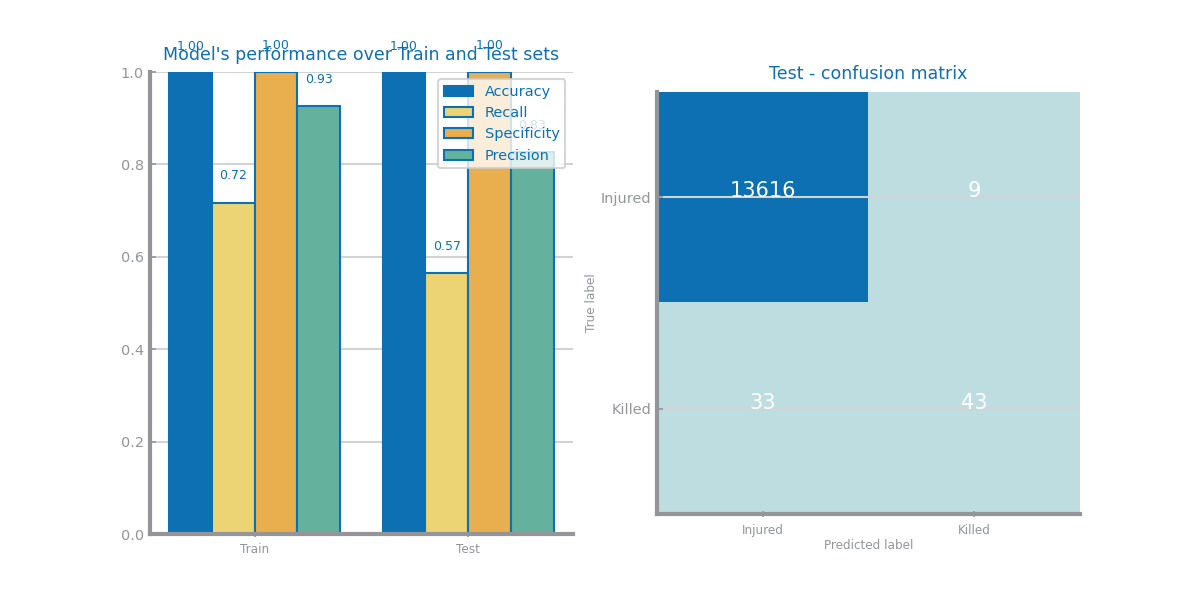 Model's performance over Train and Test sets
1.00
1.00
0.93
0.72
1.00
1.00
0.83
0.57
1.0
0.8
0.6
0.4
0.2
0.0
Train
Test
Accuracy
Recall
Specificity
Precision
Test - confusion matrix
True label
Injured
Killed
13616
9
33
43
Injured
Killed
Predicted label